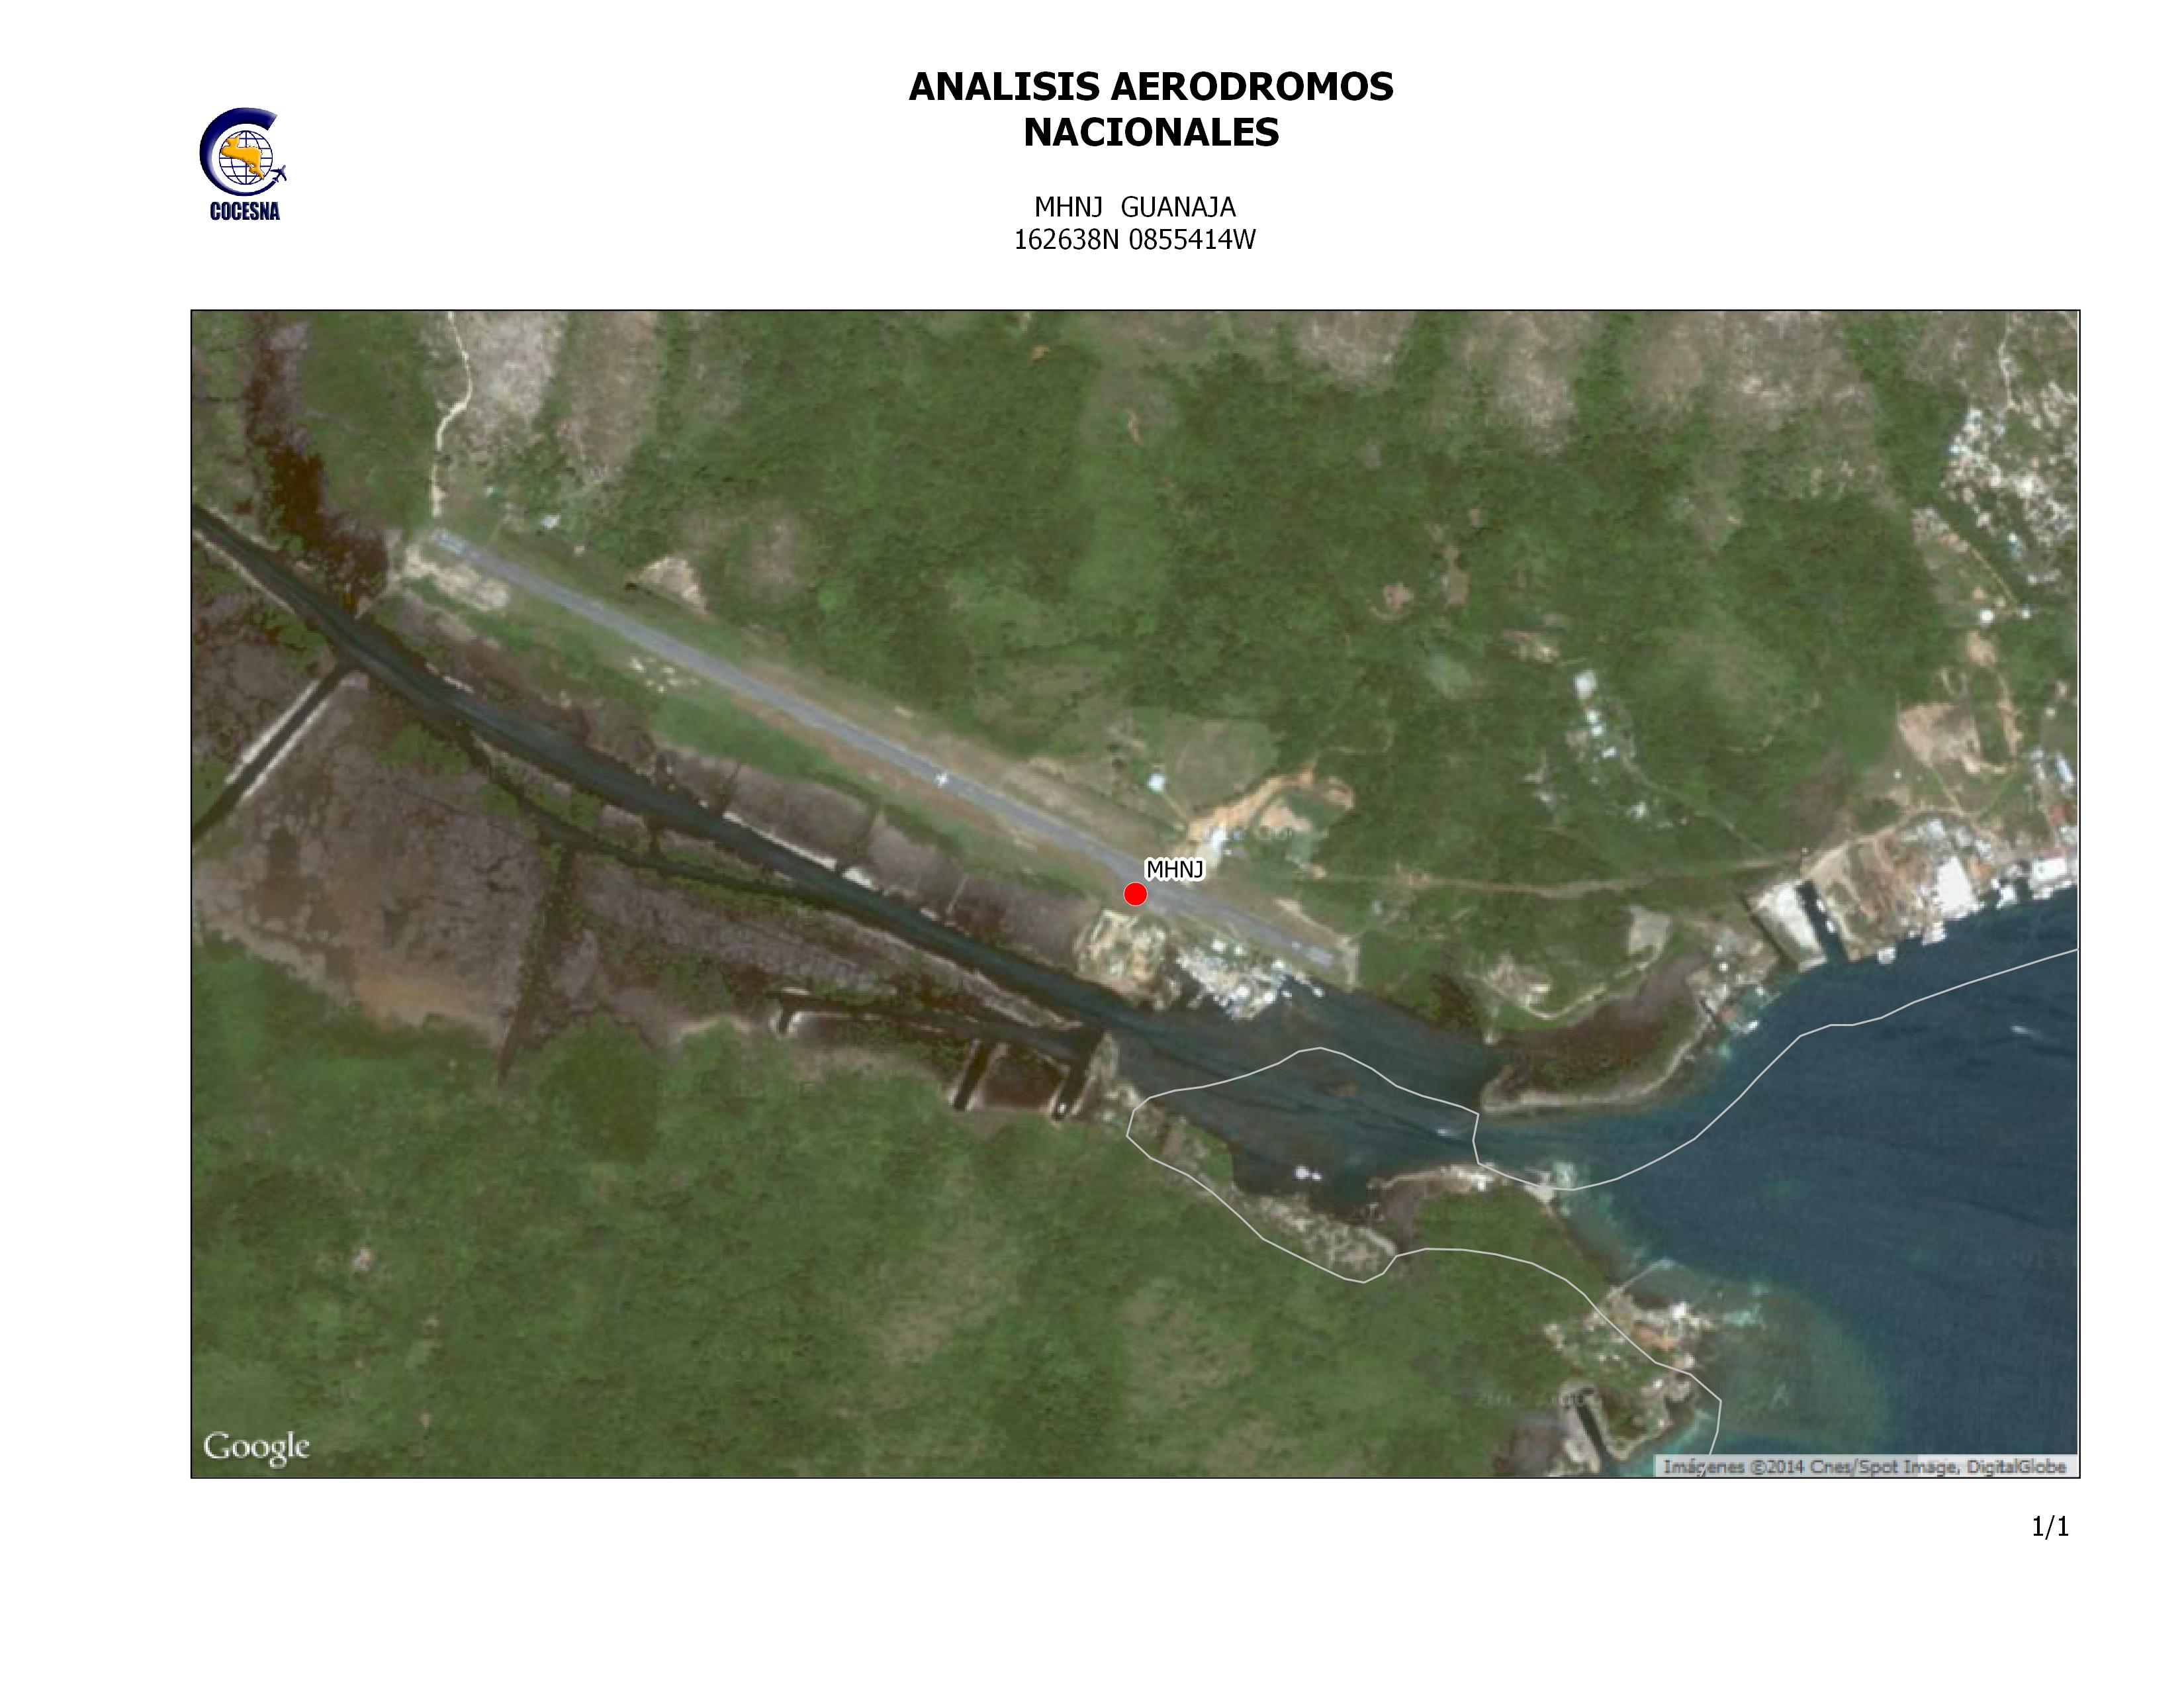 ANALISIS AERODROMOS
NACIONALES
COCESNA
MHNJ GUANAJA
162638N 0855414W
MHNJ
Google
Imágenes ©2014 Cnes/Spot Image, DigitalGlobe
1/1